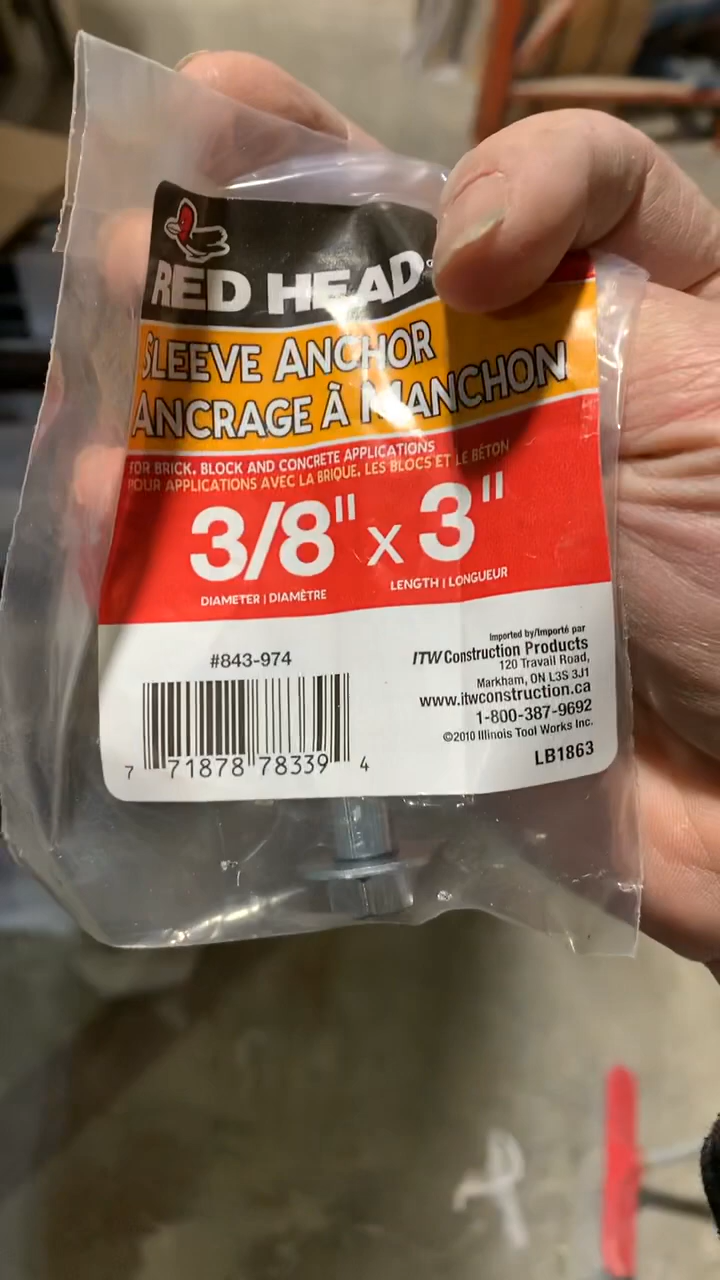 RED HEAD
SLEEVE ANCHOR
ANCRAGE À MANCHON
FOR BRICK, BLOCK AND CONCRETE APPLICATIONS
POUR APPLICATIONS AVEC LA BRIQUE, LES BLOCS ET LE BÉTON
3/8" x 3"
DIAMETER | DIAMÈTRE
LENGTH | LONGUEUR
#843-974
7 71878 78339 4
Imported by/Importé par
ITW Construction Products
120 Travail Road,
Markham, ON L3S 3J1
www.itwconstruction.ca
1-800-387-9692
©2010 Illinois Tool Works Inc.
LB1863